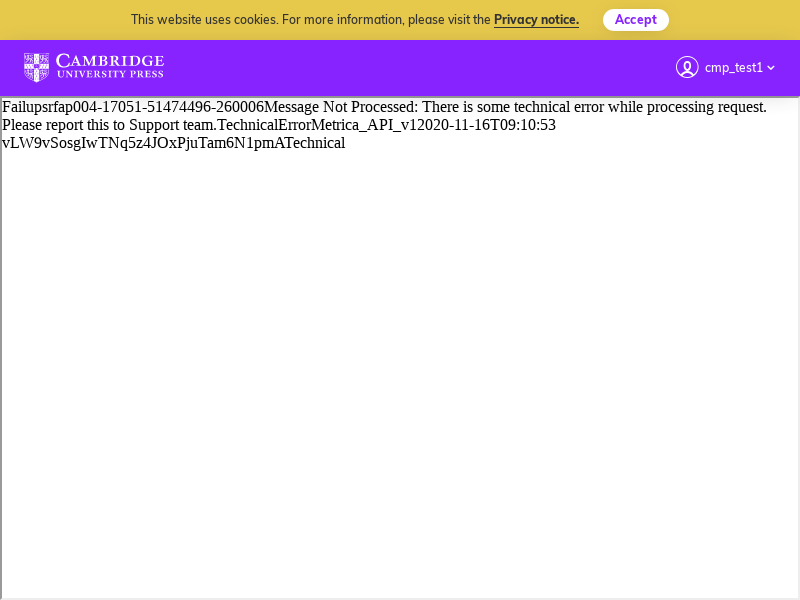 This website uses cookies. For more information, please visit the Privacy notice. Accept
CAMBRIDGE
UNIVERSITY PRESS
cmp_test1
Failupsrfap004-17051-51474496-260006Message Not Processed: There is some technical error while processing request.
Please report this to Support team.TechnicalErrorMetrica_API_v12020-11-16T09:10:53
vLW9vSosgIwTNq5z4JOxPjuTam6N1pmATechnical